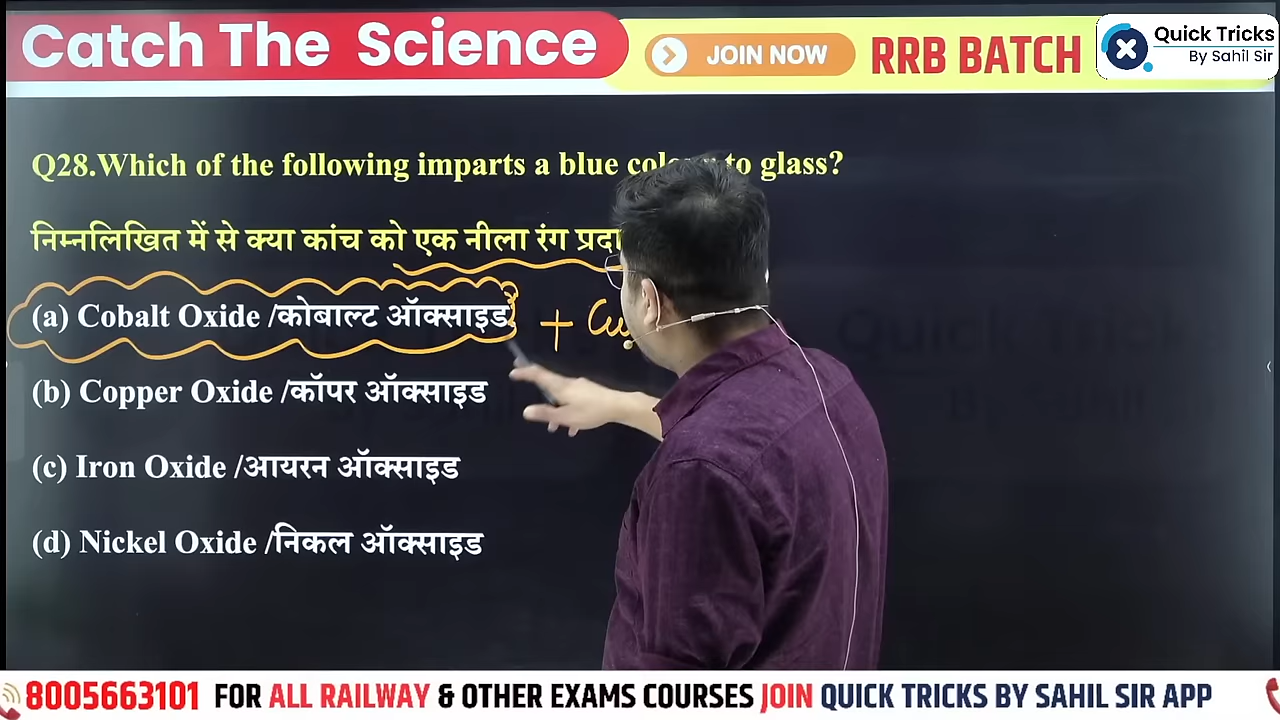 Catch The Science
JOIN NOW
RRB BATCH
Quick Tricks
By Sahil Sir
Q28.Which of the following imparts a blue to glass?
निम्नलिखित में से क्या कांच को एक नीला रंग
(a) Cobalt Oxide /कोबाल्ट ऑक्साइड +
(b) Copper Oxide /कॉपर ऑक्साइड
(c) Iron Oxide /आयरन ऑक्साइड
(d) Nickel Oxide /निकल ऑक्साइड
8005663101 FOR ALL RAILWAY & OTHER EXAMS COURSES JOIN QUICK TRICKS BY SAHIL SIR APP